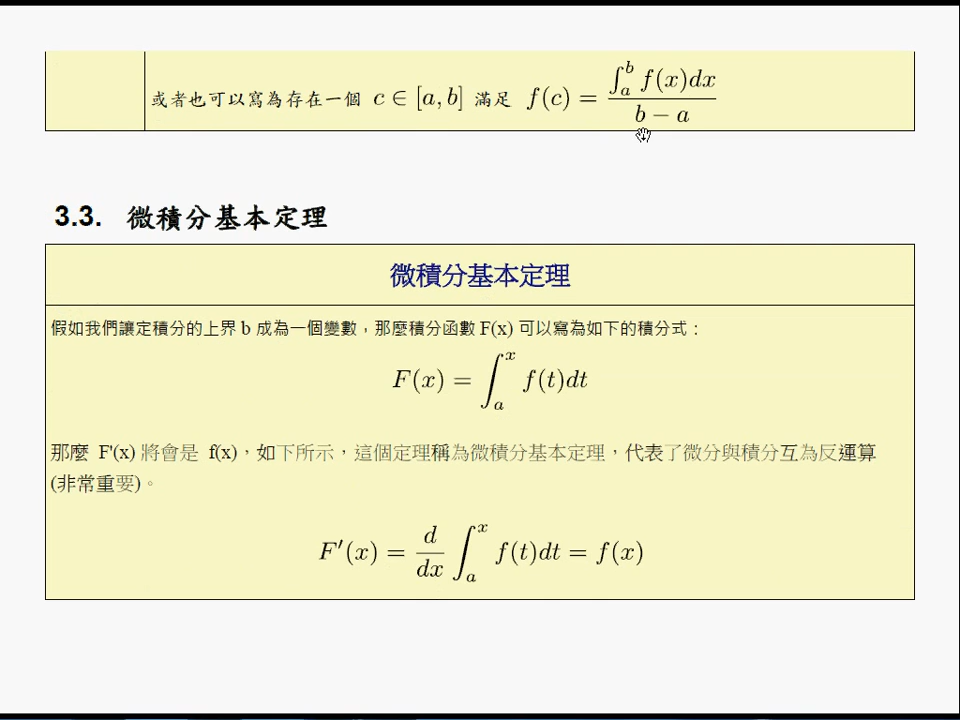 或者也可以寫為存在一個 c ∈ [a, b] 滿足 f(c) = \frac{\int_a^b f(x)dx}{b − a}
3.3. 微積分基本定理
微積分基本定理
假如我們讓定積分的上界 b 成為一個變數，那麼積分函數 F(x) 可以寫為如下的積分式：
F(x) = \int_a^x f(t)dt
那麼 F'(x) 將會是 f(x)，如下所示，這個定理稱為微積分基本定理，代表了微分與積分互為反運算
(非常重要)。
F′(x) = \frac{d}{dx} \int_a^x f(t)dt = f(x)